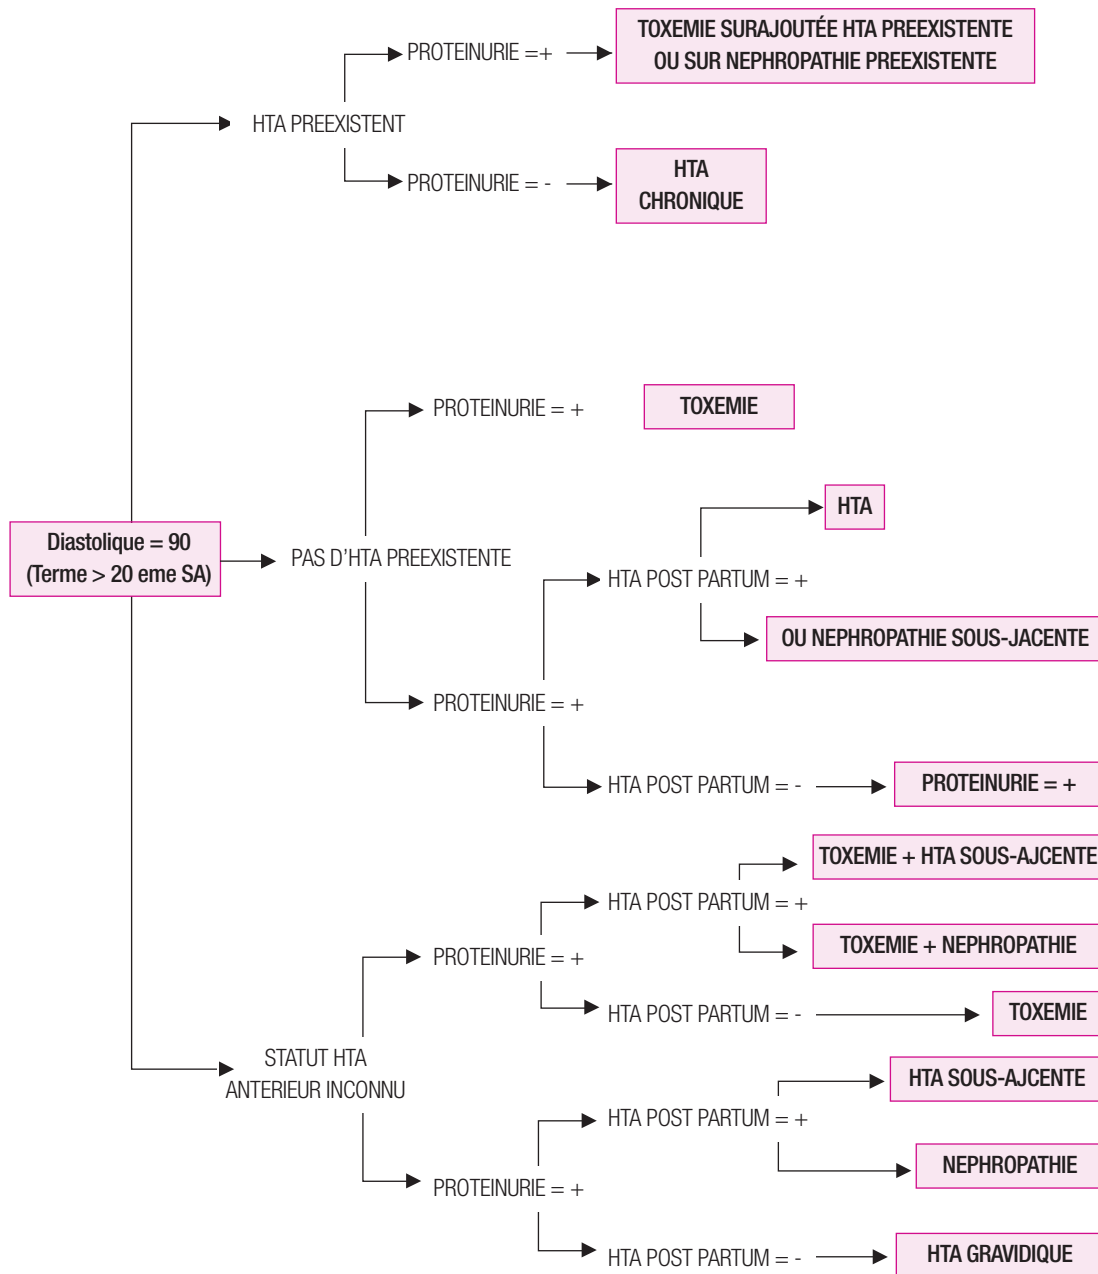 TOXEMIE SURAJOUTÉE HTA PREEXISTENTE
OU SUR NEPHROPATHIE PREEXISTENTE
PROTEINURIE =+
HTA PREEXISTENT
PROTEINURIE = -
HTA
CHRONIQUE
PROTEINURIE = +
TOXEMIE
HTA
Diastolique = 90
(Terme > 20 eme SA)
PAS D'HTA PREEXISTENTE
HTA POST PARTUM = +
OU NEPHROPATHIE SOUS-JACENTE
PROTEINURIE = +
HTA POST PARTUM = -
PROTEINURIE = +
TOXEMIE + HTA SOUS-AJCENTE
HTA POST PARTUM = +
TOXEMIE + NEPHROPATHIE
PROTEINURIE = +
HTA POST PARTUM = -
TOXEMIE
STATUT HTA
ANTERIEUR INCONNU
HTA SOUS-AJCENTE
HTA POST PARTUM = +
NEPHROPATHIE
PROTEINURIE = +
HTA POST PARTUM = -
HTA GRAVIDIQUE